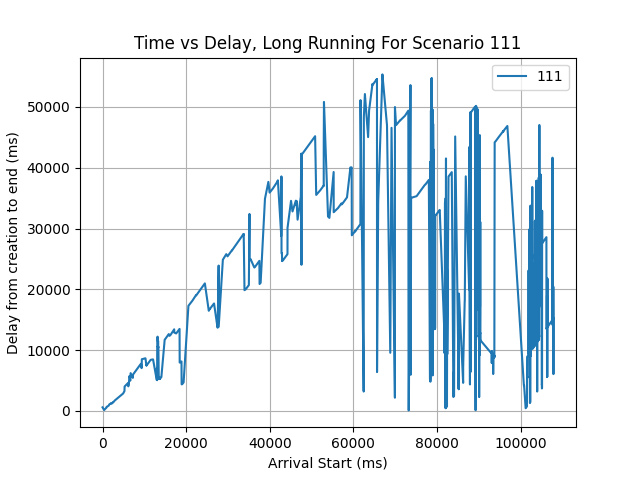 Time vs Delay, Long Running For Scenario 111
111
Delay from creation to end (ms)
50000
40000
30000
20000
10000
0
0 20000 40000 60000 80000 100000
Arrival Start (ms)